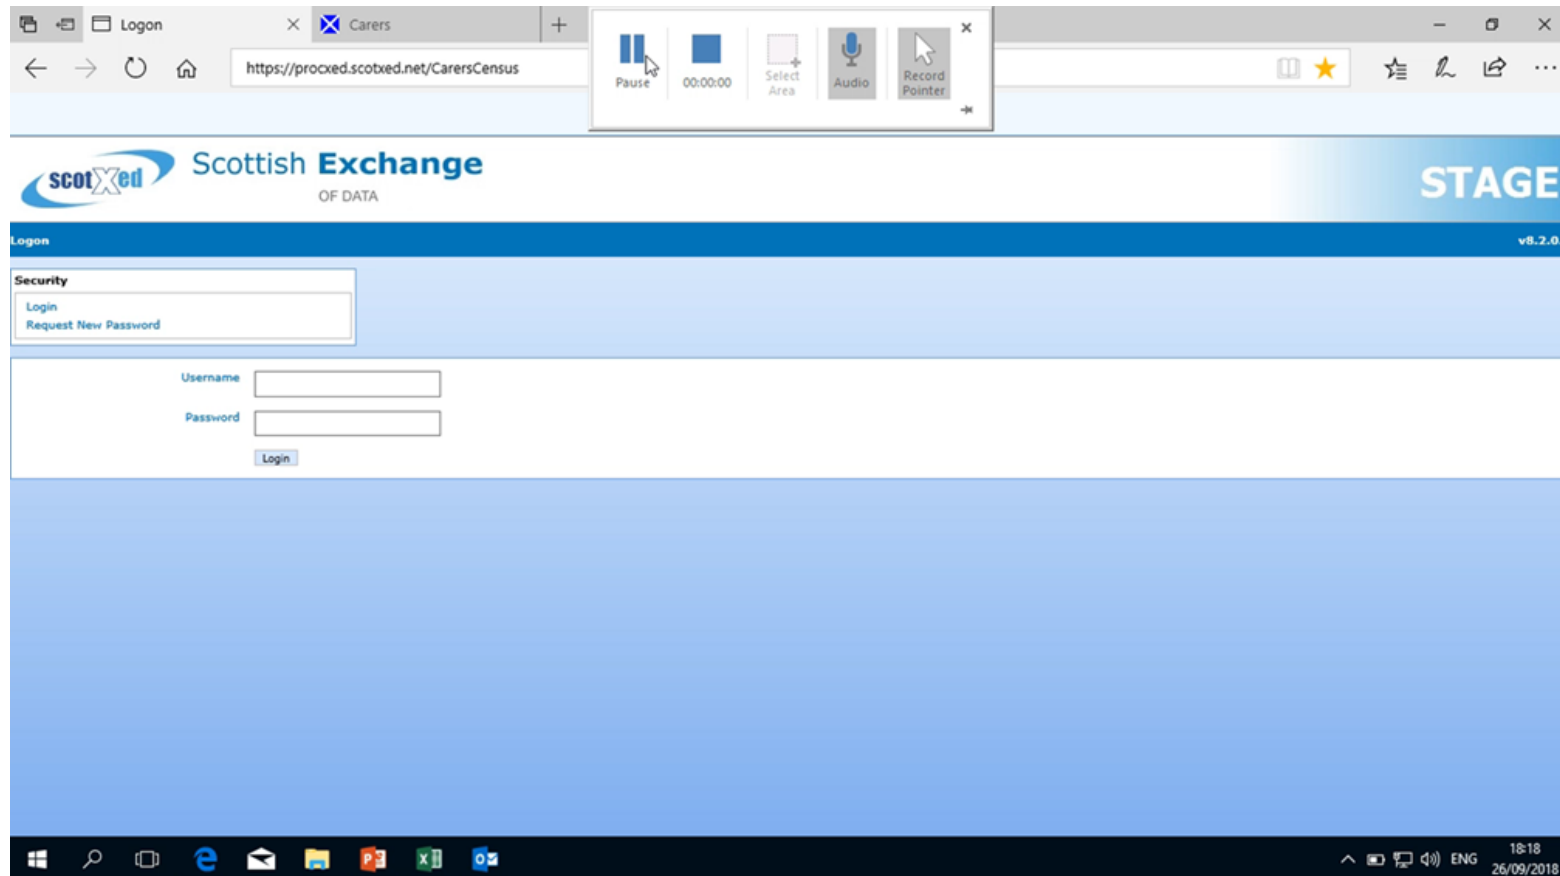 Logon
Carers
https://procxed.scotxed.net/CarersCensus
Pause
00:00:00
Select
Area
Audio
Record
Pointer
scotXed
Scottish Exchange
OF DATA
STAGE
Logon
v8.2.0.
Security
Login
Request New Password
Username
Password
Login
ENG
18:18
26/09/2018